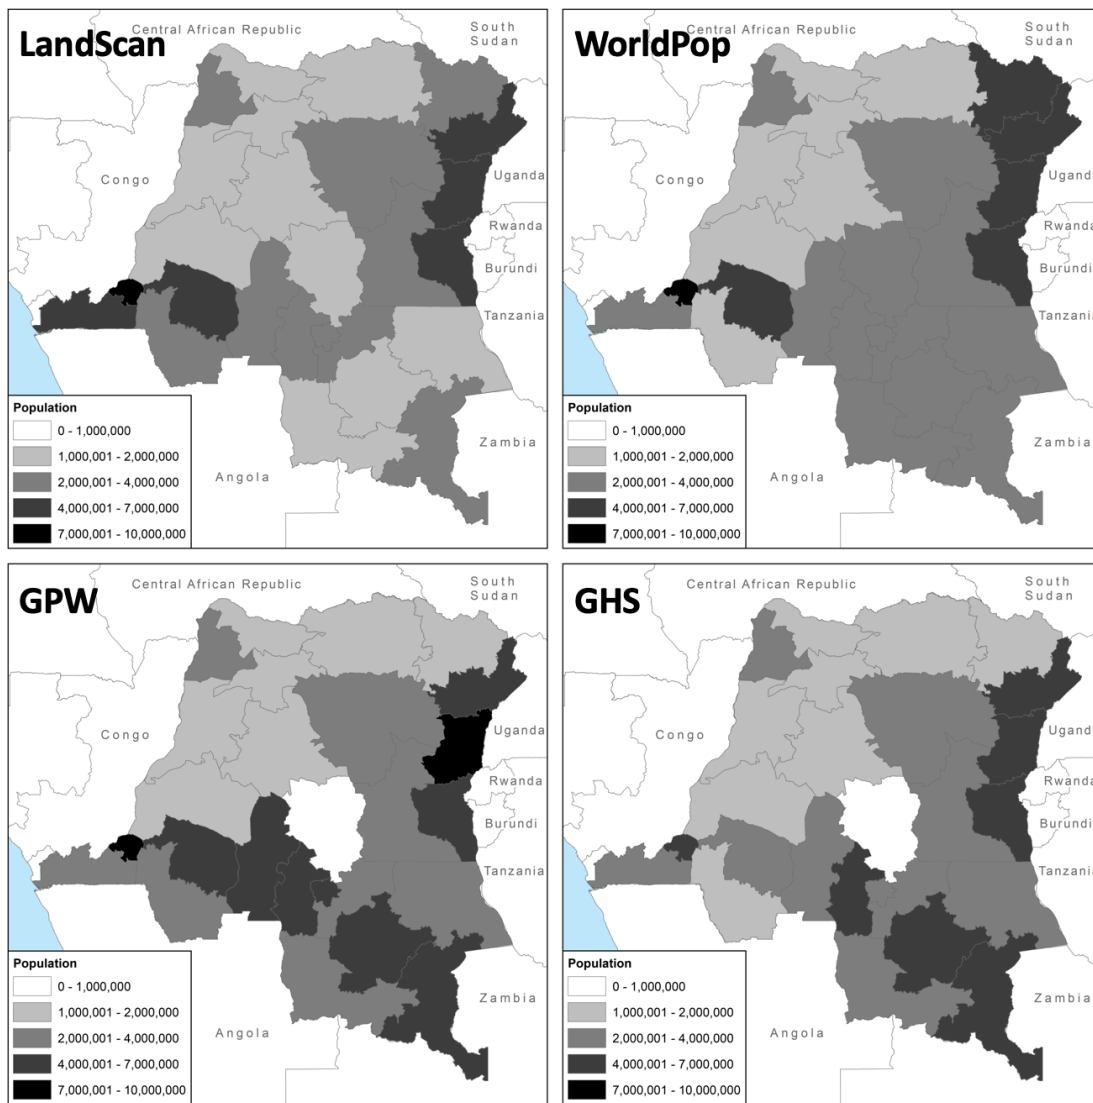 LandScan
Central African Republic
South
Sudan
Congo
Uganda
Rwanda
Burundi
Tanzania
Zambia
Angola
Population
0 - 1,000,000
1,000,001 - 2,000,000
2,000,001 - 4,000,000
4,000,001 - 7,000,000
7,000,001 - 10,000,000
WorldPop
Central African Republic
South
Sudan
Congo
Uganda
Rwanda
Burundi
Tanzania
Zambia
Angola
Population
0 - 1,000,000
1,000,001 - 2,000,000
2,000,001 - 4,000,000
4,000,001 - 7,000,000
7,000,001 - 10,000,000
GPW
Central African Republic
South
Sudan
Congo
Uganda
Rwanda
Burundi
Tanzania
Zambia
Angola
Population
0 - 1,000,000
1,000,001 - 2,000,000
2,000,001 - 4,000,000
4,000,001 - 7,000,000
7,000,001 - 10,000,000
GHS
Central African Republic
South
Sudan
Congo
Uganda
Rwanda
Burundi
Tanzania
Zambia
Angola
Population
0 - 1,000,000
1,000,001 - 2,000,000
2,000,001 - 4,000,000
4,000,001 - 7,000,000
7,000,001 - 10,000,000